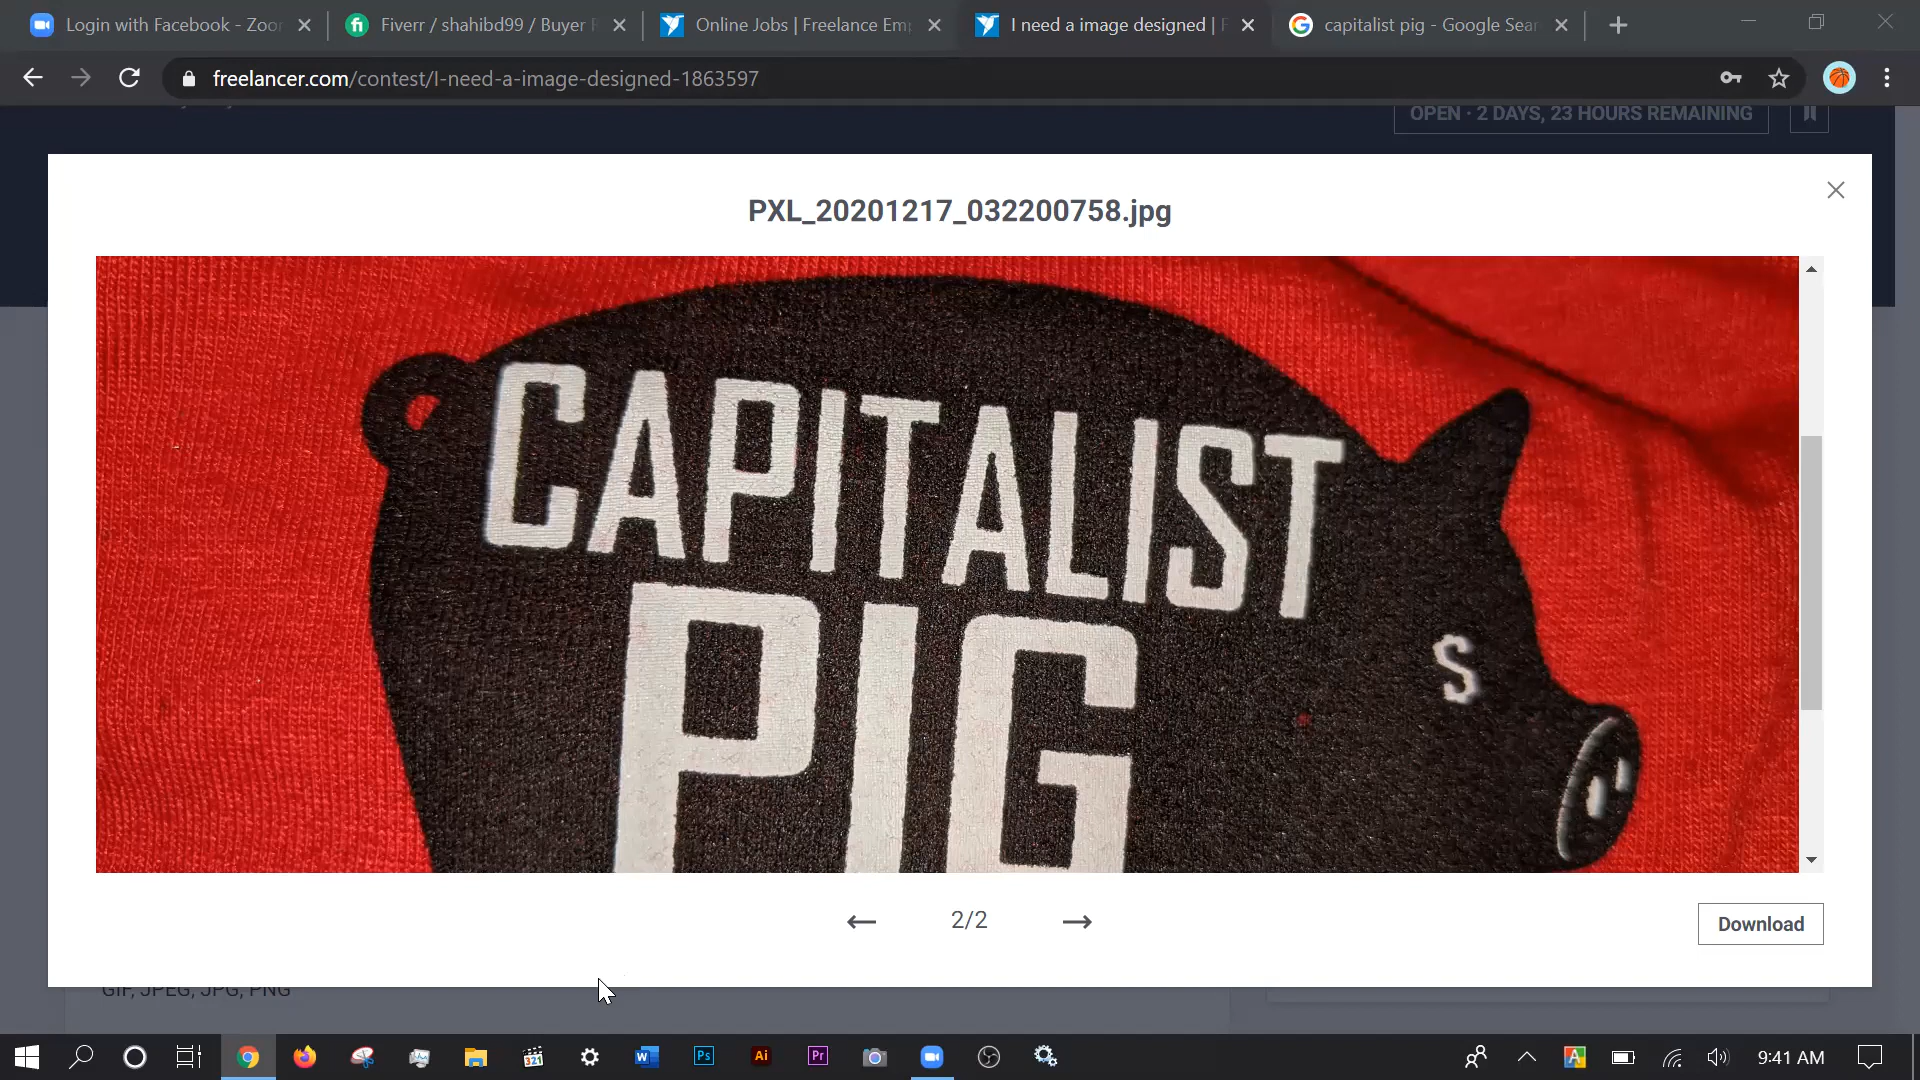 Login with Facebook - Zoo
Fiverr / shahibd99 / Buyer
Online Jobs | Freelance Em
I need a image designed |
capitalist pig - Google Sear
freelancer.com/contest/I-need-a-image-designed-1863597
OPEN · 2 DAYS, 23 HOURS REMAINING
PXL_20201217_032200758.jpg
CAPITALIST
PIG
$
2/2
Download
GIF, JPEG, JPG, PNG
9:41 AM